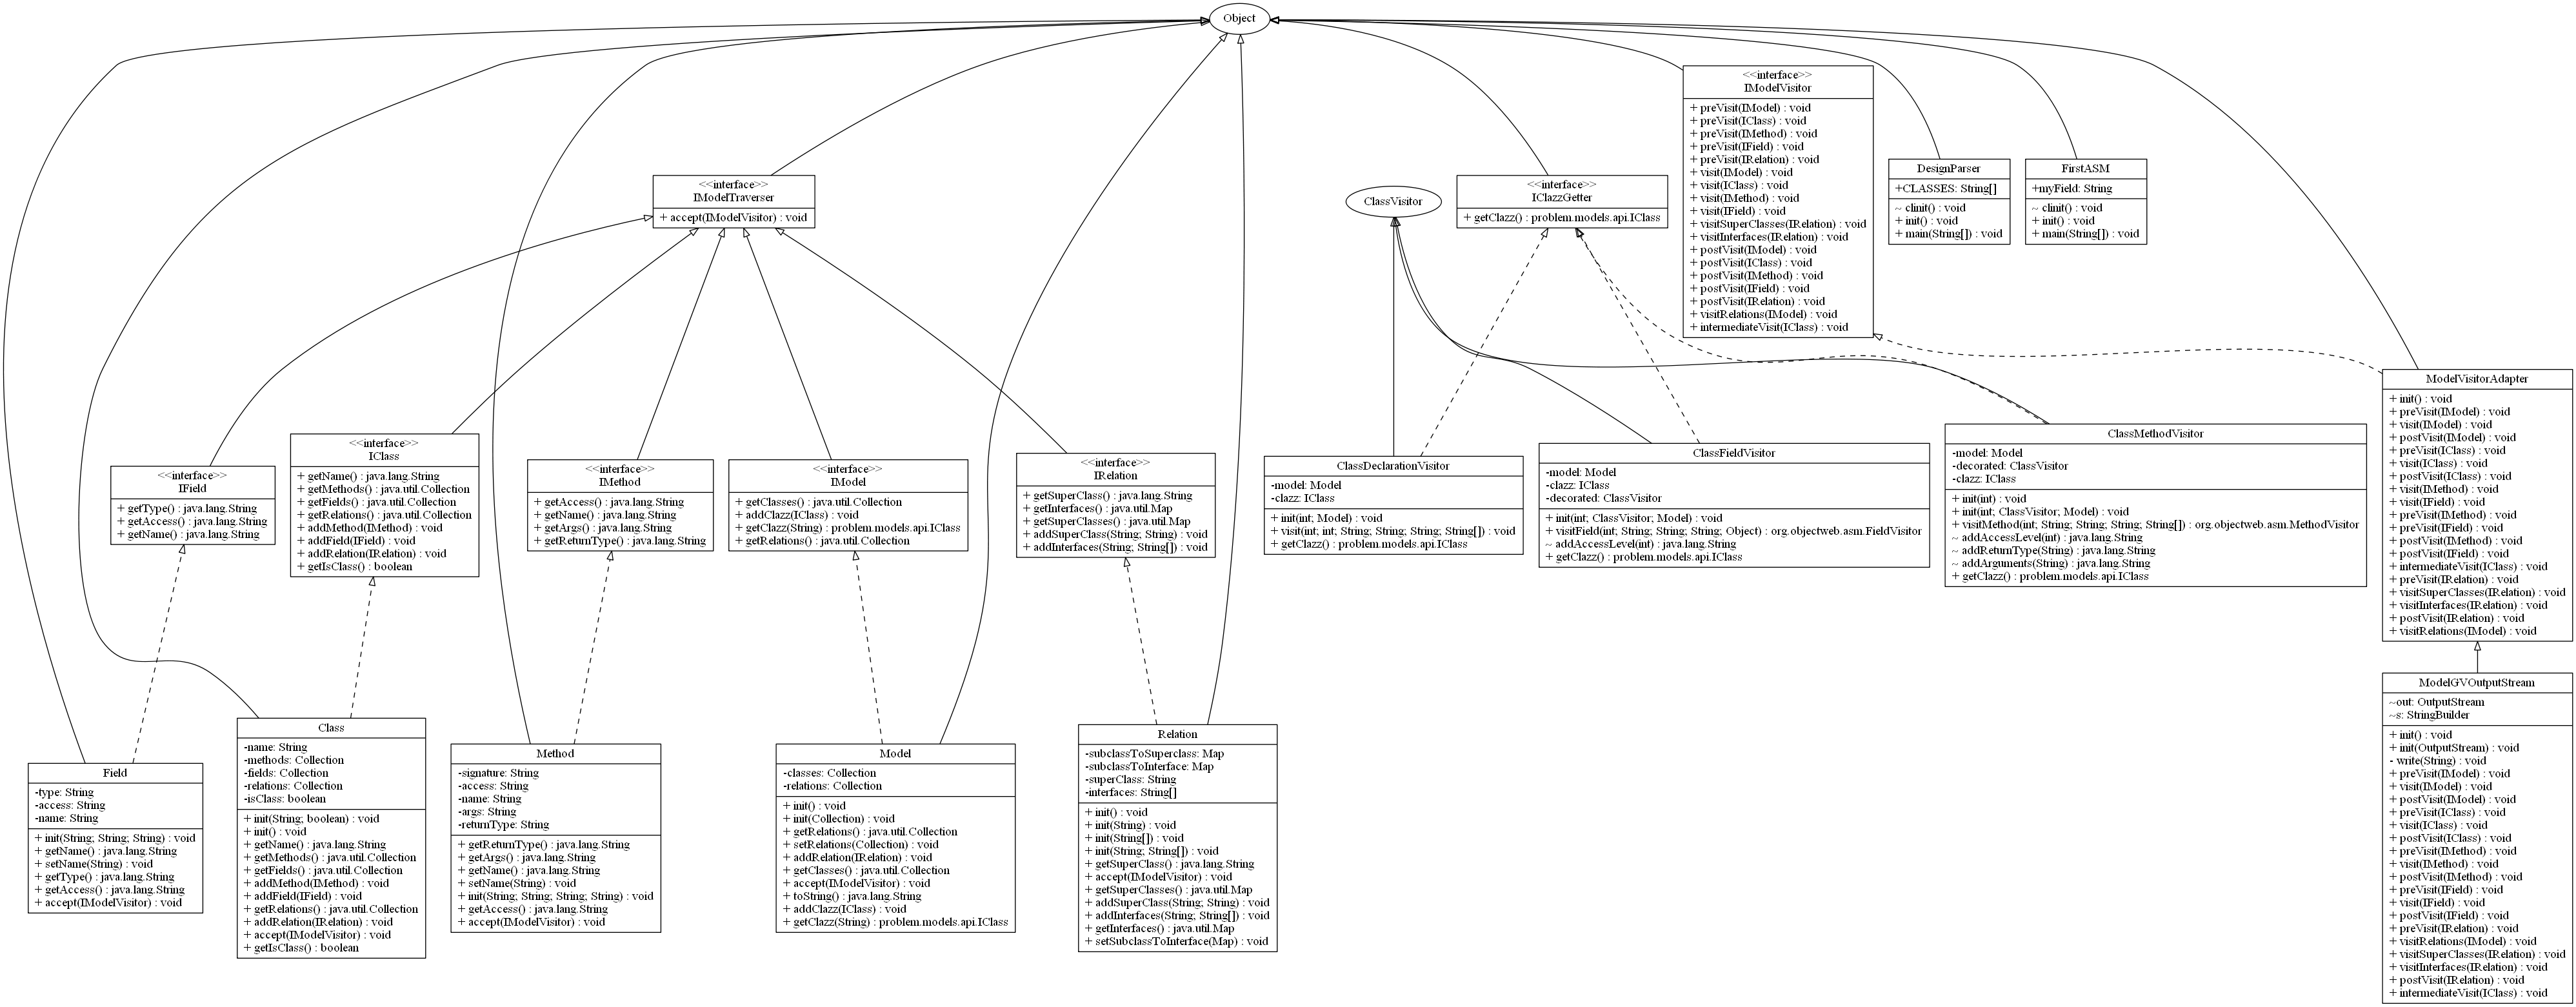 Object
<<interface>>
IModelVisitor
+ preVisit(IModel) : void
+ preVisit(IClass) : void
+ preVisit(IMethod) : void
+ preVisit(IField) : void
+ preVisit(IRelation) : void
+ visit(IModel) : void
+ visit(IClass) : void
+ visit(IMethod) : void
+ visit(IField) : void
+ visitSuperClasses(IRelation) : void
+ visitInterfaces(IRelation) : void
+ postVisit(IModel) : void
+ postVisit(IClass) : void
+ postVisit(IMethod) : void
+ postVisit(IField) : void
+ postVisit(IRelation) : void
+ visitRelations(IModel) : void
+ intermediateVisit(IClass) : void
DesignParser
+CLASSES: String[]
~ clinit() : void
+ init() : void
+ main(String[]) : void
FirstASM
+myField: String
~ clinit() : void
+ init() : void
+ main(String[]) : void
<<interface>>
IModelTraverser
+ accept(IModelVisitor) : void
ClassVisitor
<<interface>>
IClazzGetter
+ getClazz() : problem.models.api.IClass
<<interface>>
IField
+ getType() : java.lang.String
+ getAccess() : java.lang.String
+ getName() : java.lang.String
<<interface>>
IClass
+ getName() : java.lang.String
+ getMethods() : java.util.Collection
+ getFields() : java.util.Collection
+ getRelations() : java.util.Collection
+ addMethod(IMethod) : void
+ addField(IField) : void
+ addRelation(IRelation) : void
+ getIsClass() : boolean
<<interface>>
IMethod
+ getAccess() : java.lang.String
+ getName() : java.lang.String
+ getArgs() : java.lang.String
+ getReturnType() : java.lang.String
<<interface>>
IModel
+ getClasses() : java.util.Collection
+ addClazz(IClass) : void
+ getClazz(String) : problem.models.api.IClass
+ getRelations() : java.util.Collection
<<interface>>
IRelation
+ getSuperClass() : java.lang.String
+ getInterfaces() : java.util.Map
+ getSuperClasses() : java.util.Map
+ addSuperClass(String; String) : void
+ addInterfaces(String; String[]) : void
ClassDeclarationVisitor
-model: Model
-clazz: IClass
+ init(int; Model) : void
+ visit(int; int; String; String; String; String[]) : void
+ getClazz() : problem.models.api.IClass
ClassFieldVisitor
-model: Model
-clazz: IClass
-decorated: ClassVisitor
+ init(int; ClassVisitor; Model) : void
+ visitField(int; String; String; String; Object) : org.objectweb.asm.FieldVisitor
~ addAccessLevel(int) : java.lang.String
+ getClazz() : problem.models.api.IClass
ClassMethodVisitor
-model: Model
-decorated: ClassVisitor
-clazz: IClass
+ init(int) : void
+ init(int; ClassVisitor; Model) : void
+ visitMethod(int; String; String; String; String[]) : org.objectweb.asm.MethodVisitor
~ addAccessLevel(int) : java.lang.String
~ addReturnType(String) : java.lang.String
~ addArguments(String) : java.lang.String
+ getClazz() : problem.models.api.IClass
ModelVisitorAdapter
+ init() : void
+ preVisit(IModel) : void
+ visit(IModel) : void
+ postVisit(IModel) : void
+ preVisit(IClass) : void
+ visit(IClass) : void
+ postVisit(IClass) : void
+ visit(IMethod) : void
+ visit(IField) : void
+ preVisit(IMethod) : void
+ preVisit(IField) : void
+ postVisit(IMethod) : void
+ postVisit(IField) : void
+ intermediateVisit(IClass) : void
+ preVisit(IRelation) : void
+ visitSuperClasses(IRelation) : void
+ visitInterfaces(IRelation) : void
+ postVisit(IRelation) : void
+ visitRelations(IModel) : void
Field
-type: String
-access: String
-name: String
+ init(String; String; String) : void
+ getName() : java.lang.String
+ setName(String) : void
+ getType() : java.lang.String
+ getAccess() : java.lang.String
+ accept(IModelVisitor) : void
Class
-name: String
-methods: Collection
-fields: Collection
-relations: Collection
-isClass: boolean
+ init(String; boolean) : void
+ init() : void
+ getName() : java.lang.String
+ getMethods() : java.util.Collection
+ getFields() : java.util.Collection
+ addMethod(IMethod) : void
+ addField(IField) : void
+ getRelations() : java.util.Collection
+ addRelation(IRelation) : void
+ accept(IModelVisitor) : void
+ getIsClass() : boolean
Method
-signature: String
-access: String
-name: String
-args: String
-returnType: String
+ getReturnType() : java.lang.String
+ getArgs() : java.lang.String
+ getName() : java.lang.String
+ setName(String) : void
+ init(String; String; String; String) : void
+ getAccess() : java.lang.String
+ accept(IModelVisitor) : void
Model
-classes: Collection
-relations: Collection
+ init() : void
+ init(Collection) : void
+ getRelations() : java.util.Collection
+ setRelations(Collection) : void
+ addRelation(IRelation) : void
+ getClasses() : java.util.Collection
+ accept(IModelVisitor) : void
+ toString() : java.lang.String
+ addClazz(IClass) : void
+ getClazz(String) : problem.models.api.IClass
Relation
-subclassToSuperclass: Map
-subclassToInterface: Map
-superClass: String
-interfaces: String[]
+ init() : void
+ init(String) : void
+ init(String[]) : void
+ init(String; String[]) : void
+ getSuperClass() : java.lang.String
+ accept(IModelVisitor) : void
+ getSuperClasses() : java.util.Map
+ addSuperClass(String; String) : void
+ addInterfaces(String; String[]) : void
+ getInterfaces() : java.util.Map
+ setSubclassToInterface(Map) : void
ModelGVOutputStream
~out: OutputStream
~s: StringBuilder
+ init() : void
+ init(OutputStream) : void
- write(String) : void
+ preVisit(IModel) : void
+ visit(IModel) : void
+ postVisit(IModel) : void
+ preVisit(IClass) : void
+ visit(IClass) : void
+ postVisit(IClass) : void
+ preVisit(IMethod) : void
+ visit(IMethod) : void
+ postVisit(IMethod) : void
+ preVisit(IField) : void
+ visit(IField) : void
+ postVisit(IField) : void
+ preVisit(IRelation) : void
+ visitRelations(IModel) : void
+ visitSuperClasses(IRelation) : void
+ visitInterfaces(IRelation) : void
+ postVisit(IRelation) : void
+ intermediateVisit(IClass) : void